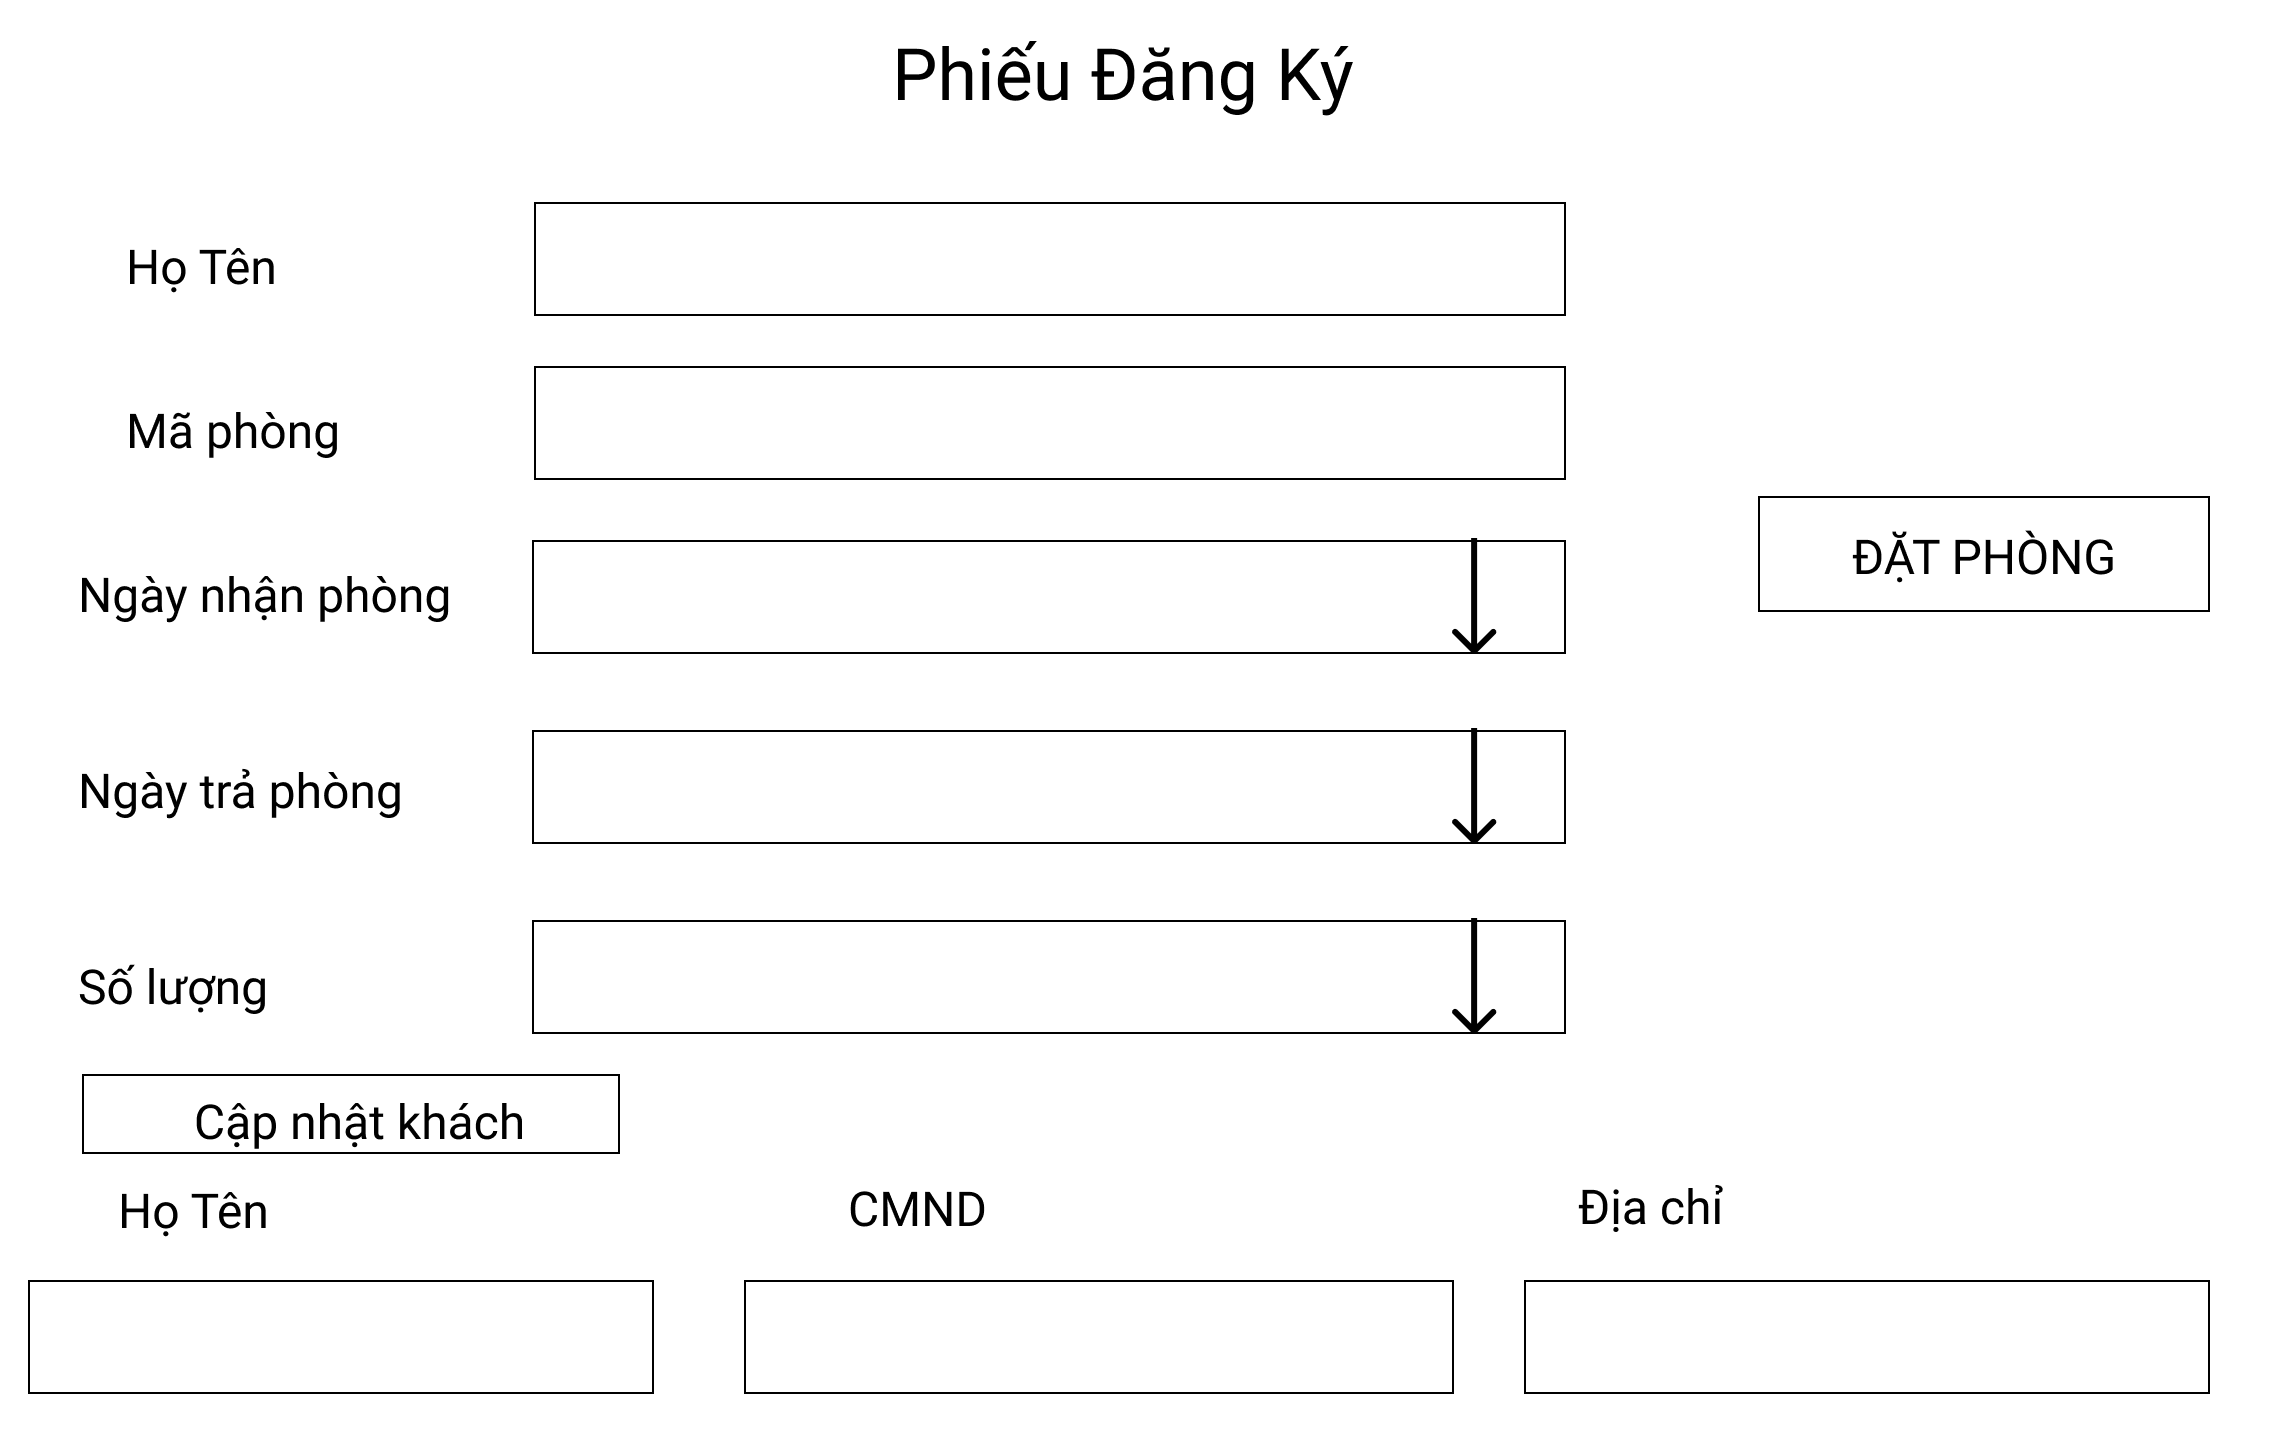 Phiếu Đăng Ký
Họ Tên
Mã phòng
Ngày nhận phòng
ĐẶT PHÒNG
Ngày trả phòng
Số lượng
Cập nhật khách
Họ Tên
CMND
Địa chỉ